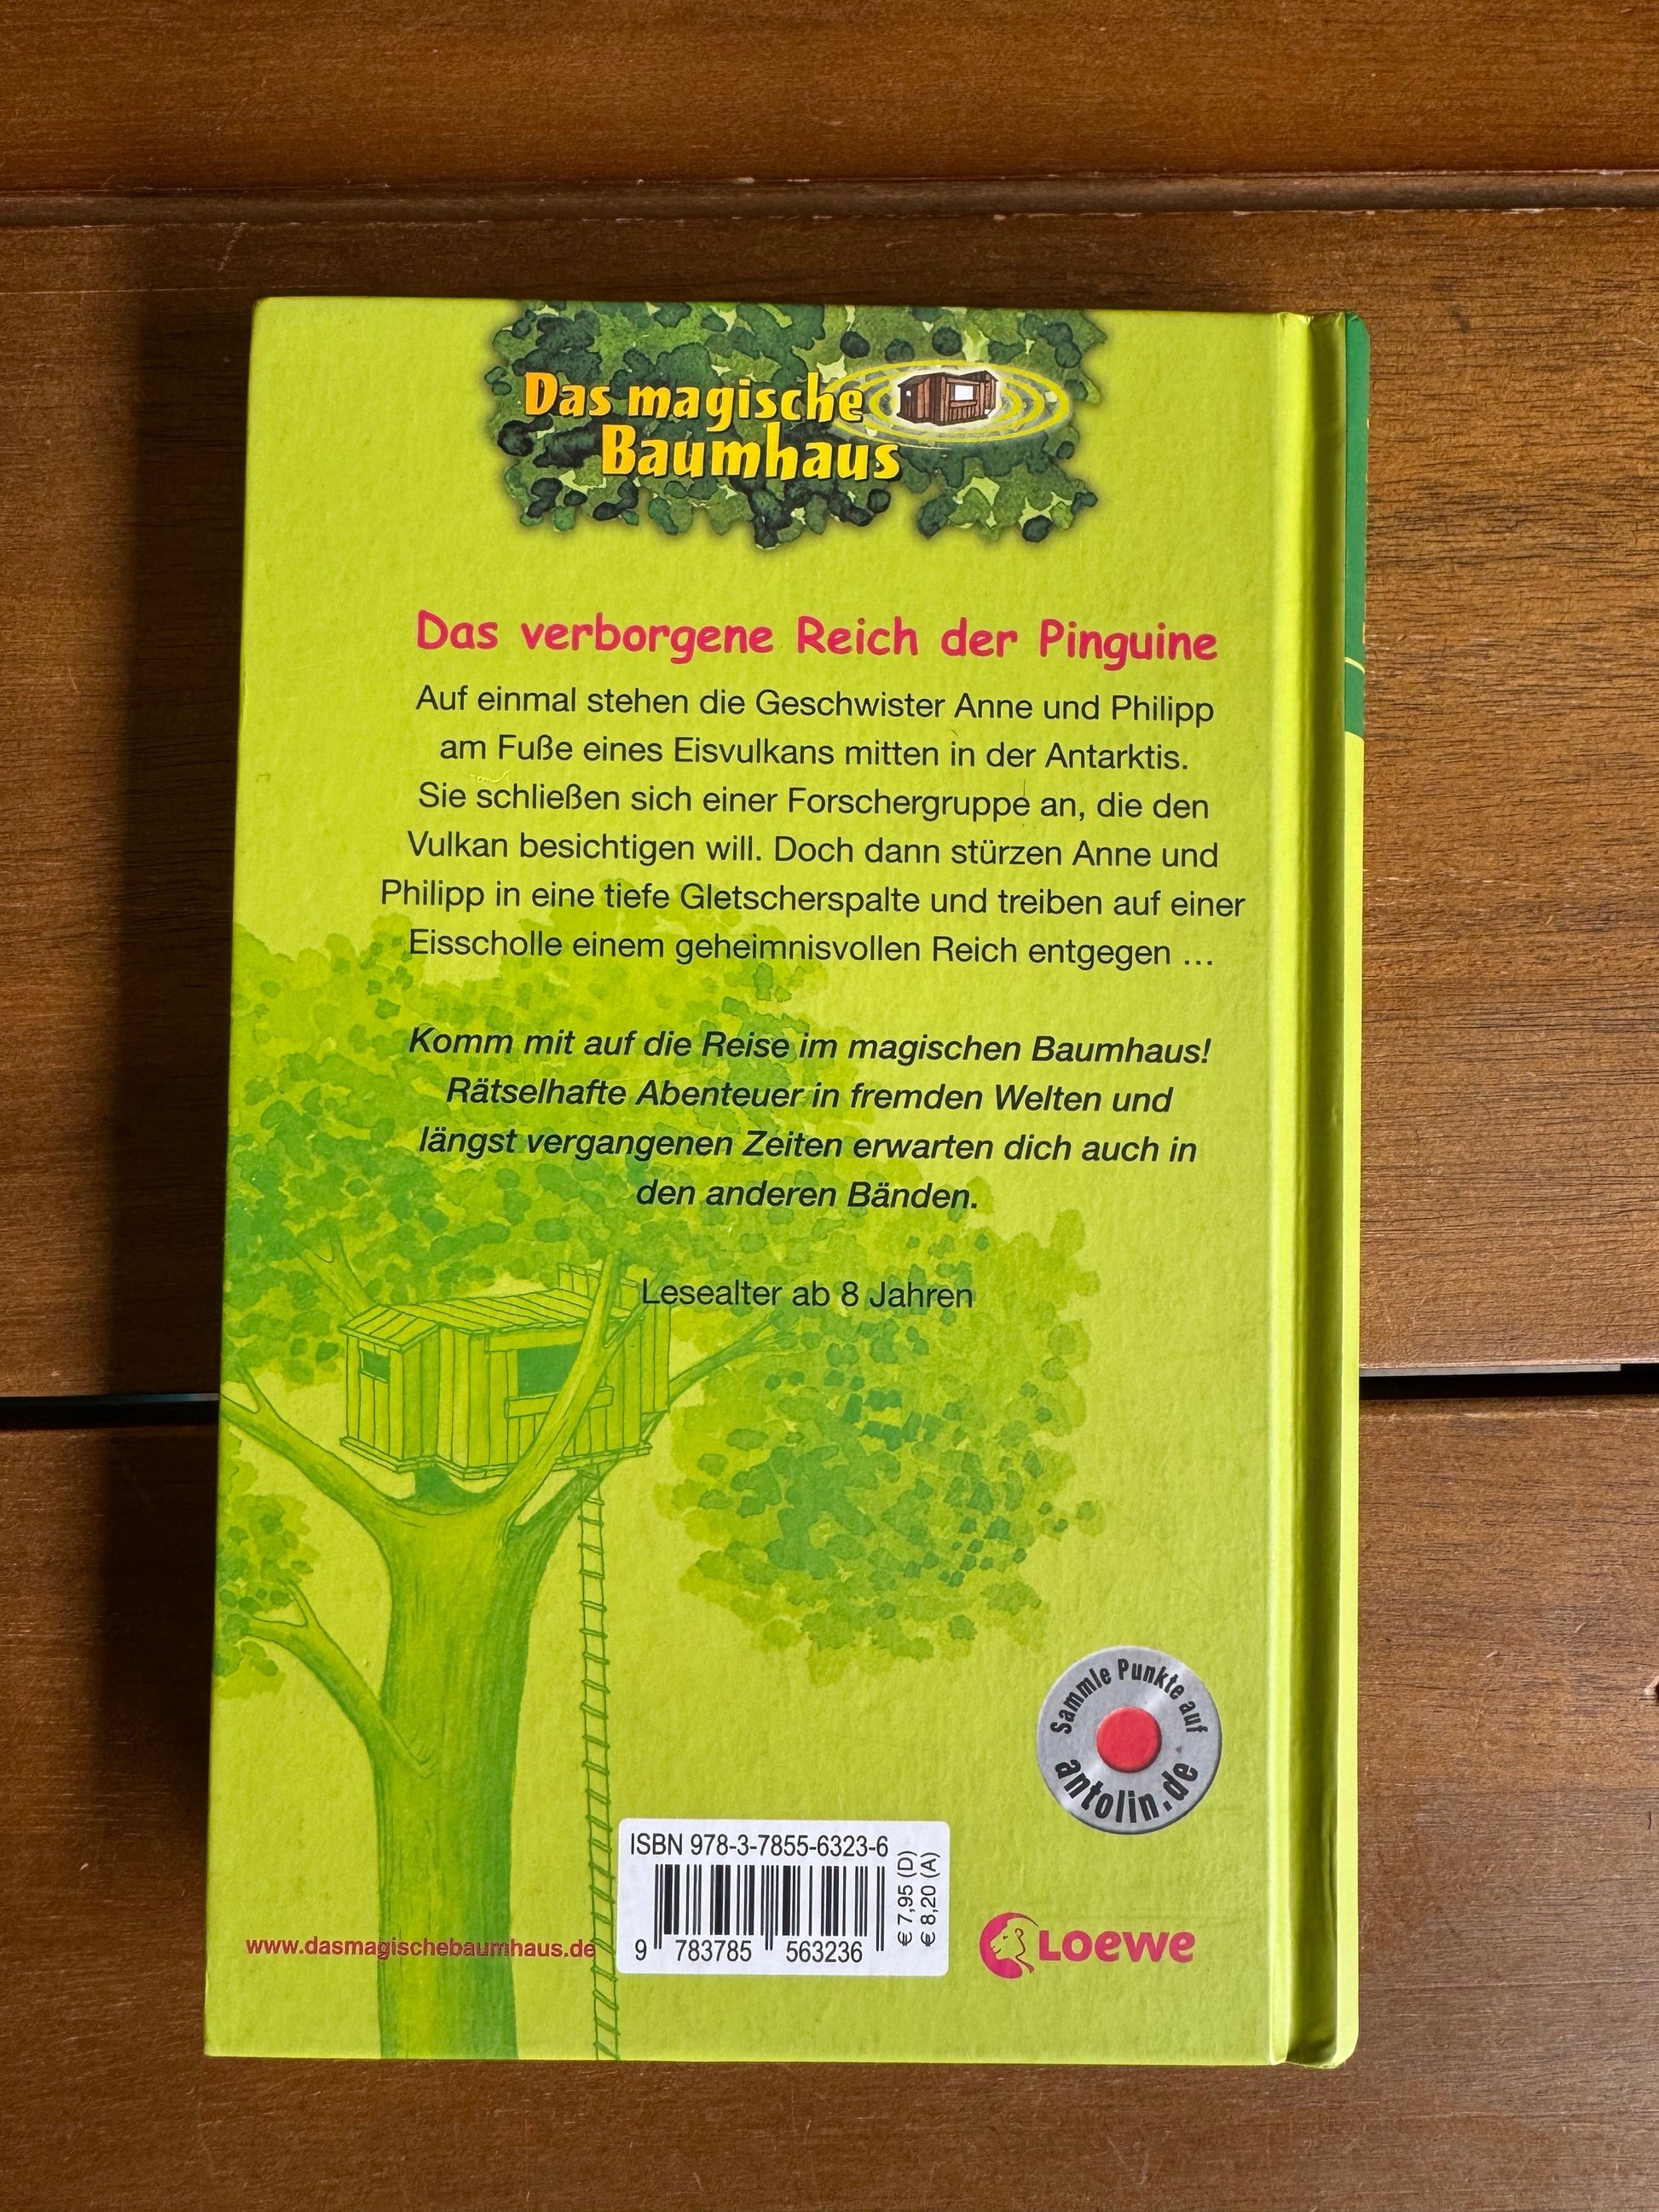 Das magische
Baumhaus
Das verborgene Reich der Pinguine
Auf einmal stehen die Geschwister Anne und Philipp
am Fuße eines Eisvulkans mitten in der Antarktis.
Sie schließen sich einer Forschergruppe an, die den
Vulkan besichtigen will. Doch dann stürzen Anne und
Philipp in eine tiefe Gletscherspalte und treiben auf einer
Eisscholle einem geheimnisvollen Reich entgegen …
Komm mit auf die Reise im magischen Baumhaus!
Rätselhafte Abenteuer in fremden Welten und
längst vergangenen Zeiten erwarten dich auch in
den anderen Bänden.
Lesealter ab 8 Jahren
Sammle Punkte auf
antolin.de
ISBN 978-3-7855-6323-6
9 783785 563236
€ 7,95 (D)
€ 8,20 (A)
www.dasmagischebaumhaus.de
Loewe